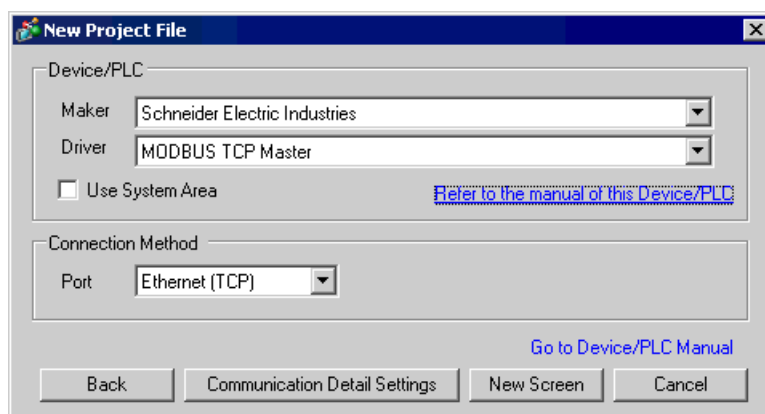 New Project File
Device/PLC
Maker Schneider Electric Industries
Driver MODBUS TCP Master
Use System Area Refer to the manual of this Device/PLC
Connection Method
Port Ethernet (TCP)
Go to Device/PLC Manual
Back Communication Detail Settings New Screen Cancel